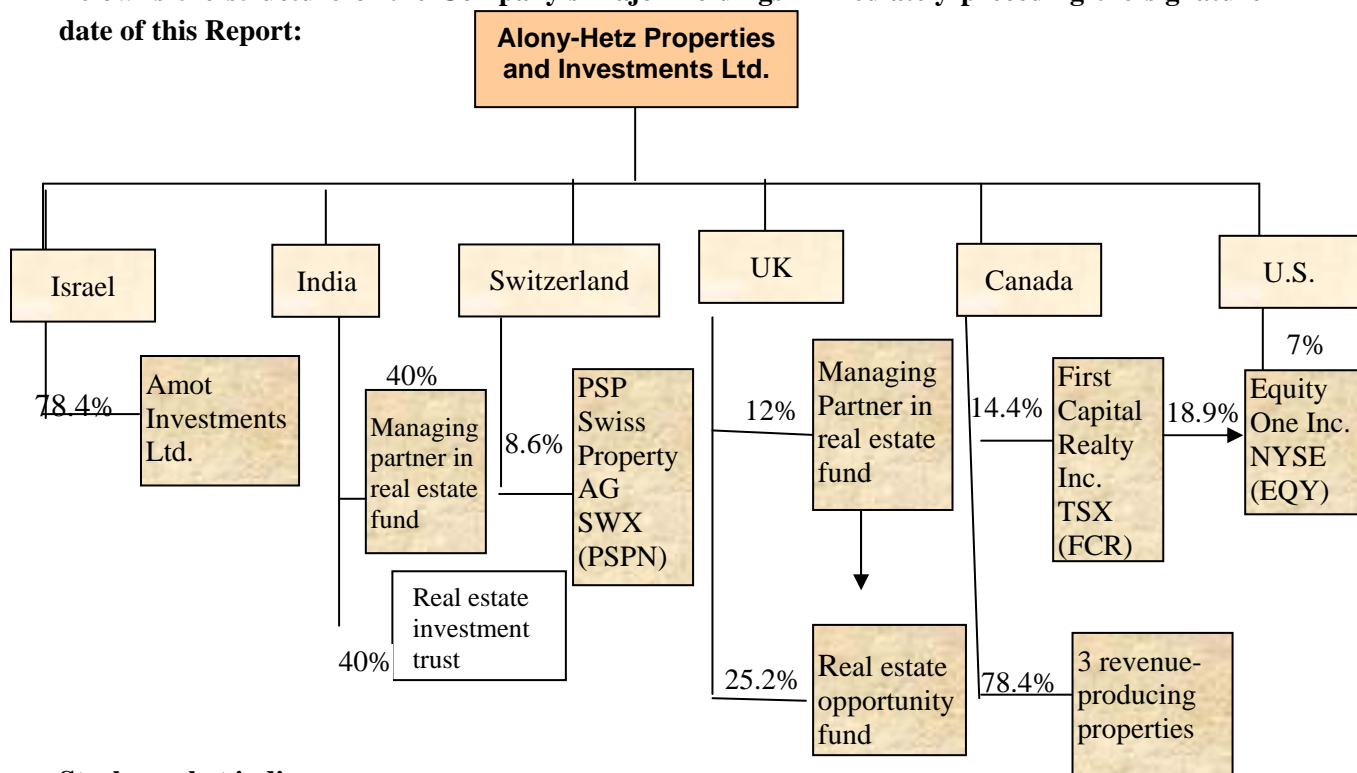 date of this Report:
Alony-Hetz Properties
and Investments Ltd.
Israel
India
Switzerland
UK
Canada
U.S.
78.4%
Amot
Investments
Ltd.
40%
Managing
partner in
real estate
fund
40%
Real estate
investment
trust
8.6%
PSP
Swiss
Property
AG
SWX
(PSPN)
12%
Managing
Partner in
real estate
fund
25.2%
Real estate
opportunity
fund
14.4%
First
Capital
Realty
Inc.
TSX
(FCR)
18.9%
78.4%
3 revenue-
producing
properties
7%
Equity
One Inc.
NYSE
(EQY)